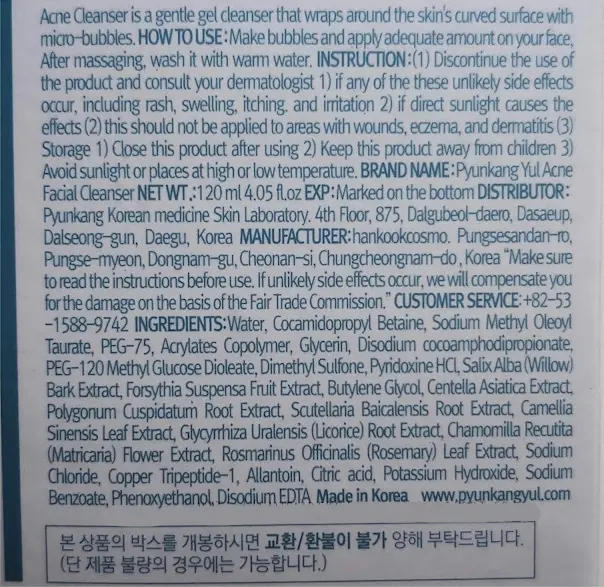 Acne Cleanser is a gentle gel cleanser that wraps around the skin's curved surface with
micro-bubbles. HOW TO USE:Make bubbles and apply adequate amount on your face,
After massaging, wash it with warm water. INSTRUCTION:(1) Discontinue the use of
the product and consult your dermatologist 1) if any of the these unlikely side effects
occur, including rash, swelling, itching. and irritation 2) if direct sunlight causes the
effects (2) this should not be applied to areas with wounds, eczema, and dermatitis (3)
Storage 1) Close this product after using 2) Keep this product away from children 3)
Avoid sunlight or places at high or low temperature. BRAND NAME:Pyunkang Yul Acne
Facial Cleanser NET WT.:120 ml 4.05 fl.oz EXP:Marked on the bottom DISTRIBUTOR:
Pyunkang Korean medicine Skin Laboratory. 4th Floor, 875, Dalgubeol-daero, Dasaeup,
Dalseong-gun, Daegu, Korea MANUFACTURER:hankookcosmo. Pungsesandan-ro,
Pungse-myeon, Dongnam-gu, Cheonan-si, Chungcheongnam-do, Korea "Make sure
to read the instructions before use. If unlikely side effects occur, we will compensate you
for the damage on the basis of the Fair Trade Commission." CUSTOMER SERVICE:+82-53
-1588-9742 INGREDIENTS:Water, Cocamidopropyl Betaine, Sodium Methyl Oleoyl
Taurate, PEG-75, Acrylates Copolymer, Glycerin, Disodium cocoamphodipropionate,
PEG-120 Methyl Glucose Dioleate, Dimethyl Sulfone, Pyridoxine HCl, Salix Alba (Willow)
Bark Extract, Forsythia Suspensa Fruit Extract, Butylene Glycol, Centella Asiatica Extract,
Polygonum Cuspidatum Root Extract, Scutellaria Baicalensis Root Extract, Camellia
Sinensis Leaf Extract, Glycyrrhiza Uralensis (Licorice) Root Extract, Chamomilla Recutita
(Matricaria) Flower Extract, Rosmarinus Officinalis (Rosemary) Leaf Extract, Sodium
Chloride, Copper Tripeptide-1, Allantoin, Citric acid, Potassium Hydroxide, Sodium
Benzoate, Phenoxyethanol, Disodium EDTA Made in Korea www.pyunkangyul.com
본 상품의 박스를 개봉하시면 교환/환불이 불가 양해 부탁드립니다.
(단 제품 불량의 경우에는 가능합니다.)